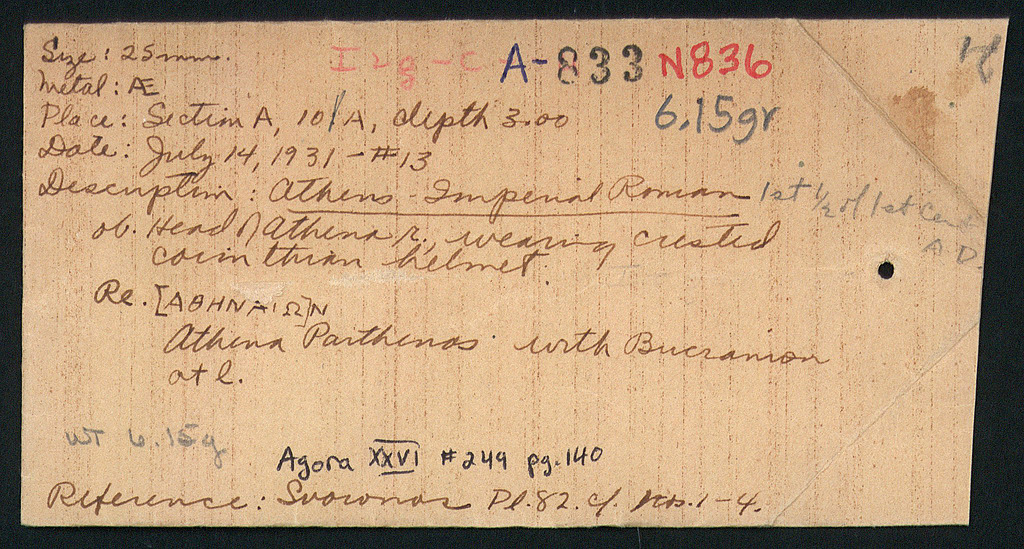 Size: 25mm. A-833 N836
Metal: Æ
Place: Section A, 10/A, depth 3.00 6.15gr
Date: July 14, 1931 - #13
Description: Athens - Imperial Roman 1st ½ of 1st Cent
A.D.
ob. Head of Athena r., wearing crested
corinthian helmet.
Re. [ΑΘΗΝΑΙΩ]Ν
Athena Parthenos with Bucranion
at l.
WT 6.15g
Agora XXVI #249 pg.140
Reference: Svoronos Pl.82. cf. nos.1-4.